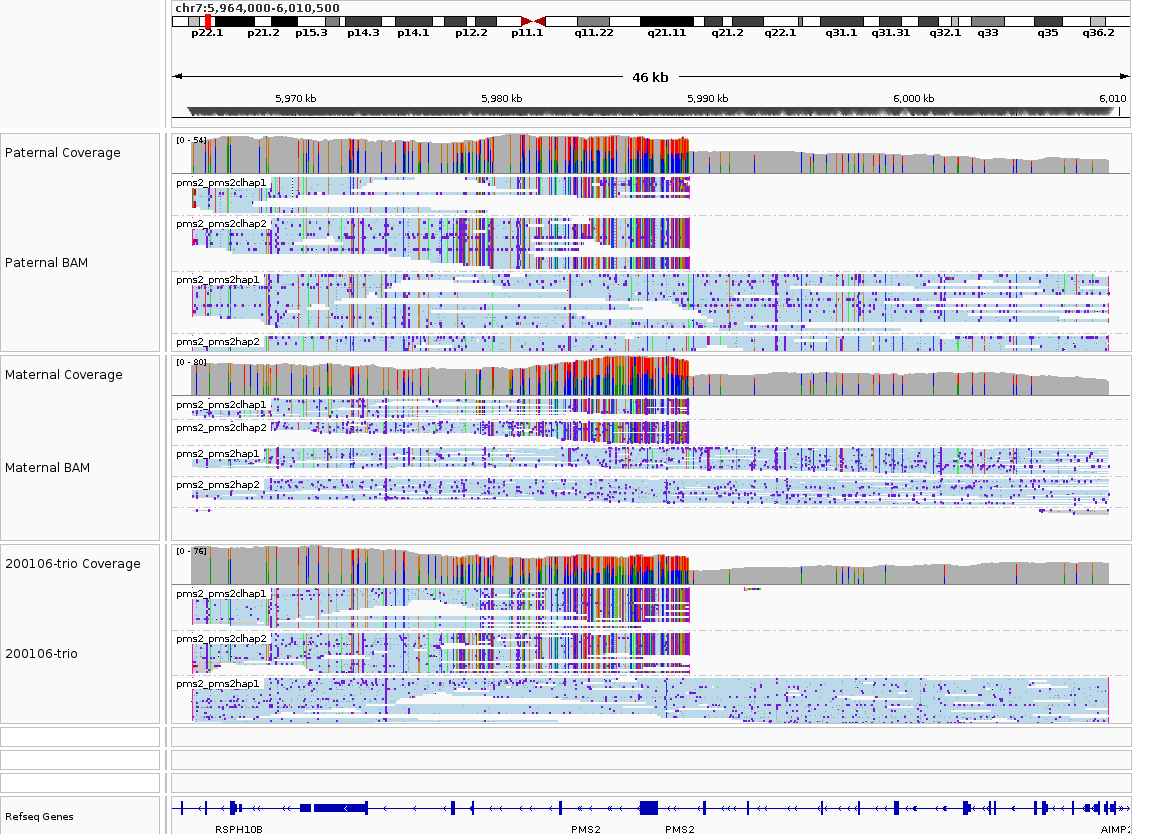 chr7:5,964,000-6,010,500
p22.1 p21.2 p15.3 p14.3 p14.1 p12.2 p11.1 q11.22 q21.11 q21.2 q22.1 q31.1 q31.31 q32.1 q33 q35 q36.2
46 kb
5,970 kb 5,980 kb 5,990 kb 6,000 kb 6,010
Paternal Coverage
[0 - 54]
pms2_pms2clhap1
pms2_pms2clhap2
Paternal BAM
pms2_pms2hap1
pms2_pms2hap2
Maternal Coverage
[0 - 80]
pms2_pms2clhap1
pms2_pms2clhap2
Maternal BAM
pms2_pms2hap1
pms2_pms2hap2
200106-trio Coverage
[0 - 76]
pms2_pms2clhap1
pms2_pms2clhap2
200106-trio
pms2_pms2hap1
Refseq Genes
RSPH10B PMS2 PMS2